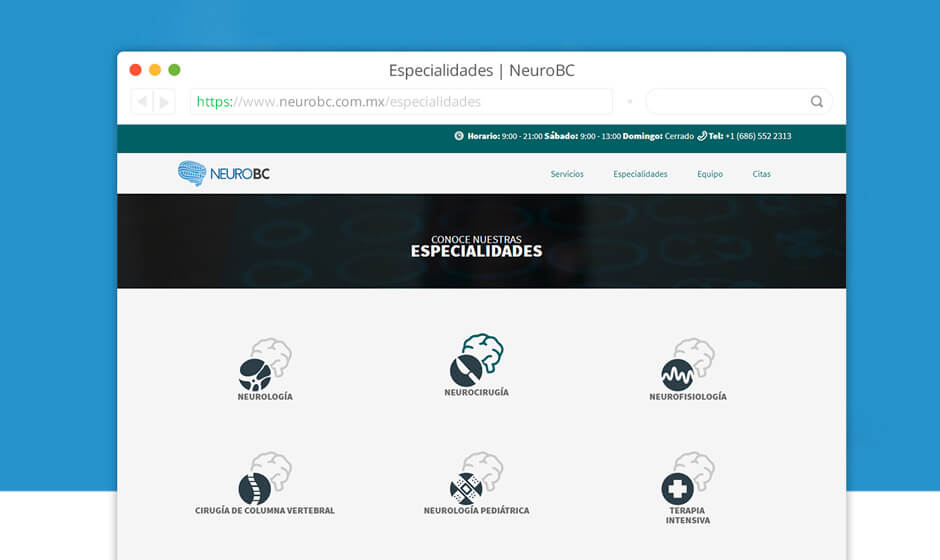 Especialidades | NeuroBC
https://www.neurobc.com.mx/especialidades
Horario: 9:00 - 21:00 Sábado: 9:00 - 13:00 Domingo: Cerrado Tel: +1 (686) 552 2313
NEUROBC
Servicios Especialidades Equipo Citas
CONOCE NUESTRAS
ESPECIALIDADES
NEUROLOGÍA NEUROCIRUGÍA NEUROFISIOLOGÍA
CIRUGÍA DE COLUMNA VERTEBRAL NEUROLOGÍA PEDIÁTRICA TERAPIA
INTENSIVA